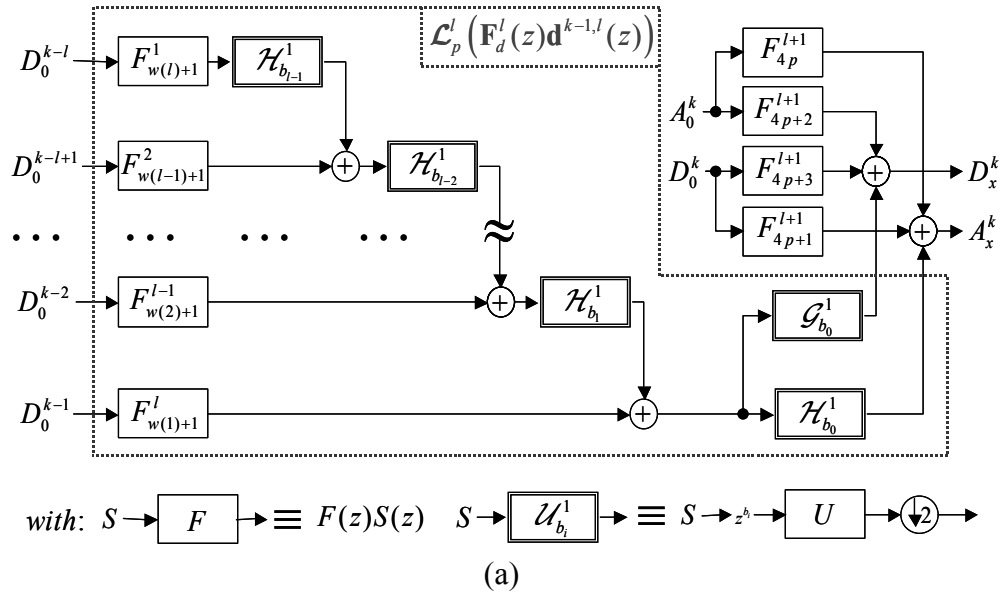 𝓛_p^l(𝐅_d^l(z)𝐝^{k-1,l}(z))
D_0^{k-l} F_{w(l)+1}^1 𝓗_{b_{l-1}}^1
D_0^{k-l+1} F_{w(l-1)+1}^2 + 𝓗_{b_{l-2}}^1
• • • • • • • • • • • • ≈
D_0^{k-2} F_{w(2)+1}^{l-1} + 𝓗_{b_1}^1
D_0^{k-1} F_{w(1)+1}^l +
𝓖_{b_0}^1
𝓗_{b_0}^1
F_{4p}^{l+1}
A_0^k F_{4p+2}^{l+1}
D_0^k F_{4p+3}^{l+1} + D_x^k
F_{4p+1}^{l+1} + A_x^k
with: S F ≡ F(z)S(z) S 𝓤_{b_i}^1 ≡ S z^{b_i} U ↓2
(a)